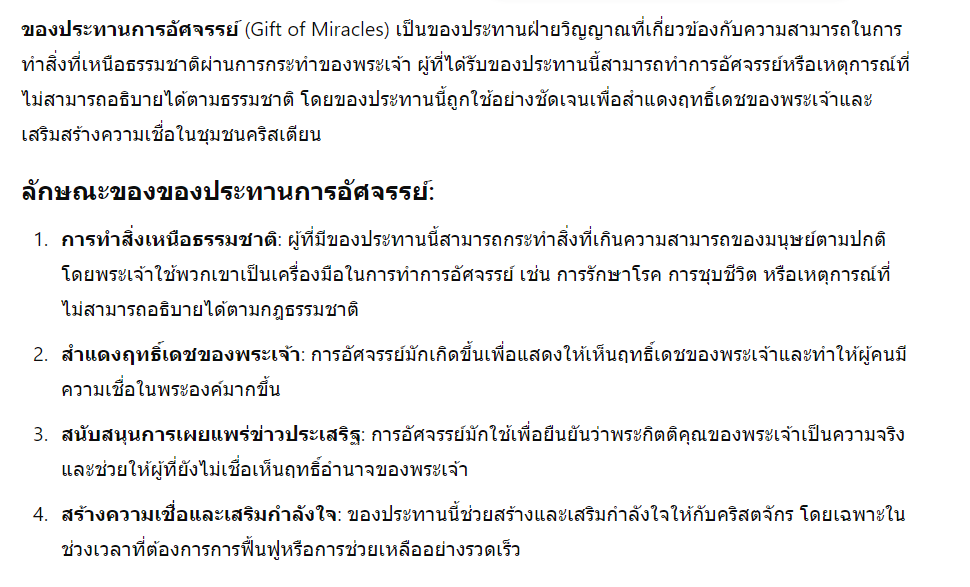 ของประทานการอัศจรรย์ (Gift of Miracles) เป็นของประทานฝ่ายวิญญาณที่เกี่ยวข้องกับความสามารถในการ
ทำสิ่งที่เหนือธรรมชาติผ่านการกระทำของพระเจ้า ผู้ที่ได้รับของประทานนี้สามารถทำการอัศจรรย์หรือเหตุการณ์ที่
ไม่สามารถอธิบายได้ตามธรรมชาติ โดยของประทานนี้ถูกใช้อย่างชัดเจนเพื่อสำแดงฤทธิ์เดชของพระเจ้าและ
เสริมสร้างความเชื่อในชุมชนคริสเตียน
ลักษณะของของประทานการอัศจรรย์:
1. การทำสิ่งเหนือธรรมชาติ: ผู้ที่มีของประทานนี้สามารถกระทำสิ่งที่เกินความสามารถของมนุษย์ตามปกติ
โดยพระเจ้าใช้พวกเขาเป็นเครื่องมือในการทำการอัศจรรย์ เช่น การรักษาโรค การชุบชีวิต หรือเหตุการณ์ที่
ไม่สามารถอธิบายได้ตามกฎธรรมชาติ
2. สำแดงฤทธิ์เดชของพระเจ้า: การอัศจรรย์มักเกิดขึ้นเพื่อแสดงให้เห็นฤทธิ์เดชของพระเจ้าและทำให้ผู้คนมี
ความเชื่อในพระองค์มากขึ้น
3. สนับสนุนการเผยแพร่ข่าวประเสริฐ: การอัศจรรย์มักใช้เพื่อยืนยันว่าพระกิตติคุณของพระเจ้าเป็นความจริง
และช่วยให้ผู้ที่ยังไม่เชื่อเห็นฤทธิ์อำนาจของพระเจ้า
4. สร้างความเชื่อและเสริมกำลังใจ: ของประทานนี้ช่วยสร้างและเสริมกำลังใจให้กับคริสตจักร โดยเฉพาะใน
ช่วงเวลาที่ต้องการการฟื้นฟูหรือการช่วยเหลืออย่างรวดเร็ว